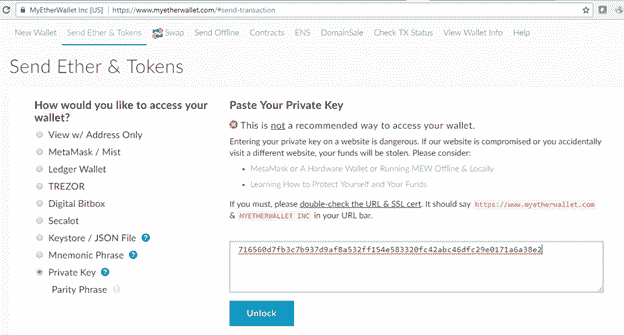 MyEtherWallet Inc [US] | https://www.myetherwallet.com/#send-transaction
New Wallet Send Ether & Tokens Swap Send Offline Contracts ENS DomainSale Check TX Status View Wallet Info Help
Send Ether & Tokens
How would you like to access your
wallet?
View w/ Address Only
MetaMask / Mist
Ledger Wallet
TREZOR
Digital Bitbox
Secalot
Keystore / JSON File ?
Mnemonic Phrase ?
Private Key ?
Parity Phrase
Paste Your Private Key
This is not a recommended way to access your wallet.
Entering your private key on a website is dangerous. If our website is compromised or you accidentally
visit a different website, your funds will be stolen. Please consider:
MetaMask or A Hardware Wallet or Running MEW Offline & Locally
Learning How to Protect Yourself and Your Funds
If you must, please double-check the URL & SSL cert. It should say https://www.myetherwallet.com
& MYETHERWALLET INC in your URL bar.
716560d7fb3c7b937d9af8a532ff154e583320fc42abc46dfc29e0171a6a38e2
Unlock